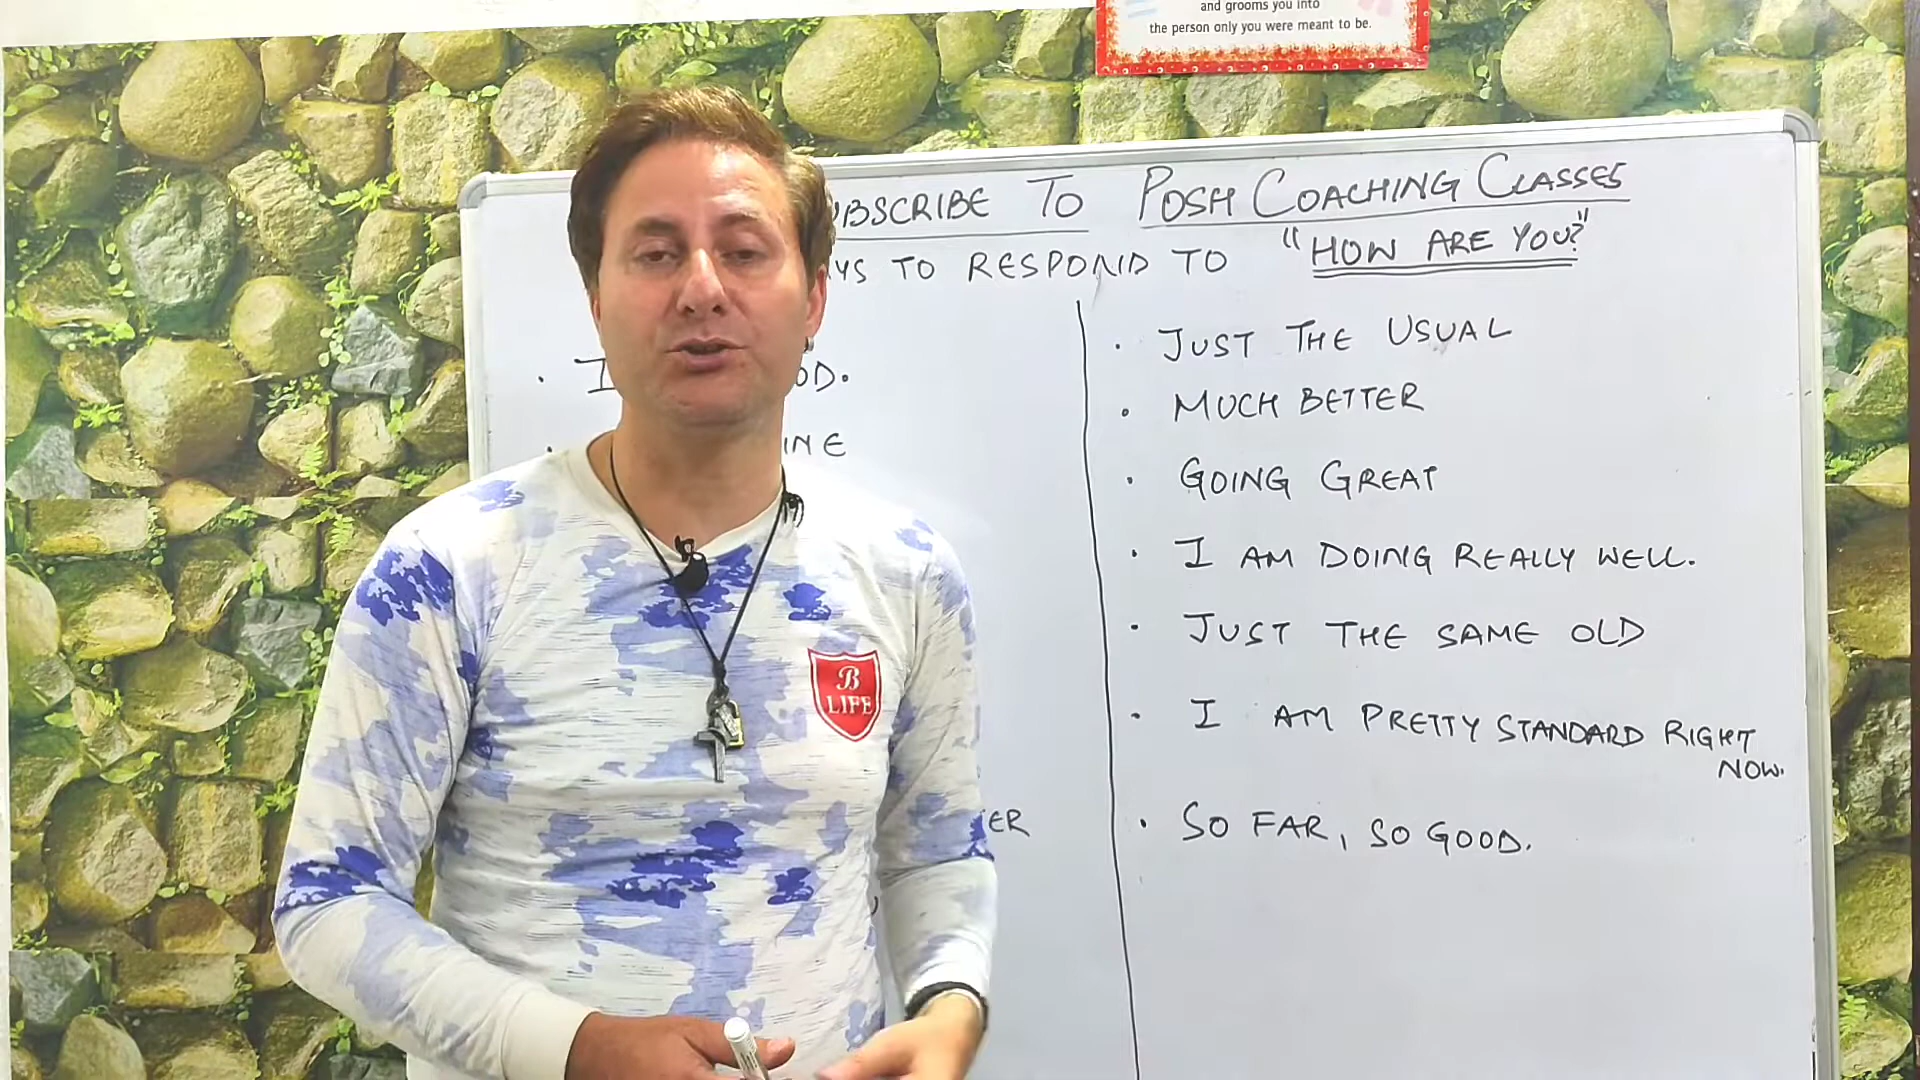 and grooms you into
the person only you were meant to be.
TO POSH COACHING CLASSES
TO RESPOND TO "HOW ARE YOU?"
· I
·
· JUST THE USUAL
· MUCH BETTER
· GOING GREAT
· I AM DOING REALLY WELL.
· JUST THE SAME OLD
· I AM PRETTY STANDARD RIGHT
NOW.
· SO FAR, SO GOOD.
B
LIFE